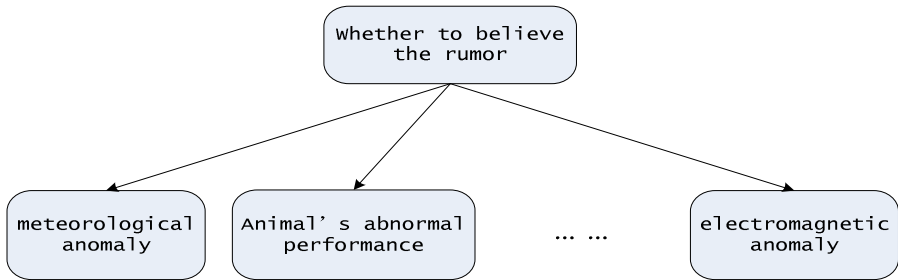 Whether to believe
the rumor
meteorological
anomaly
Animal's abnormal
performance
... ...
electromagnetic
anomaly